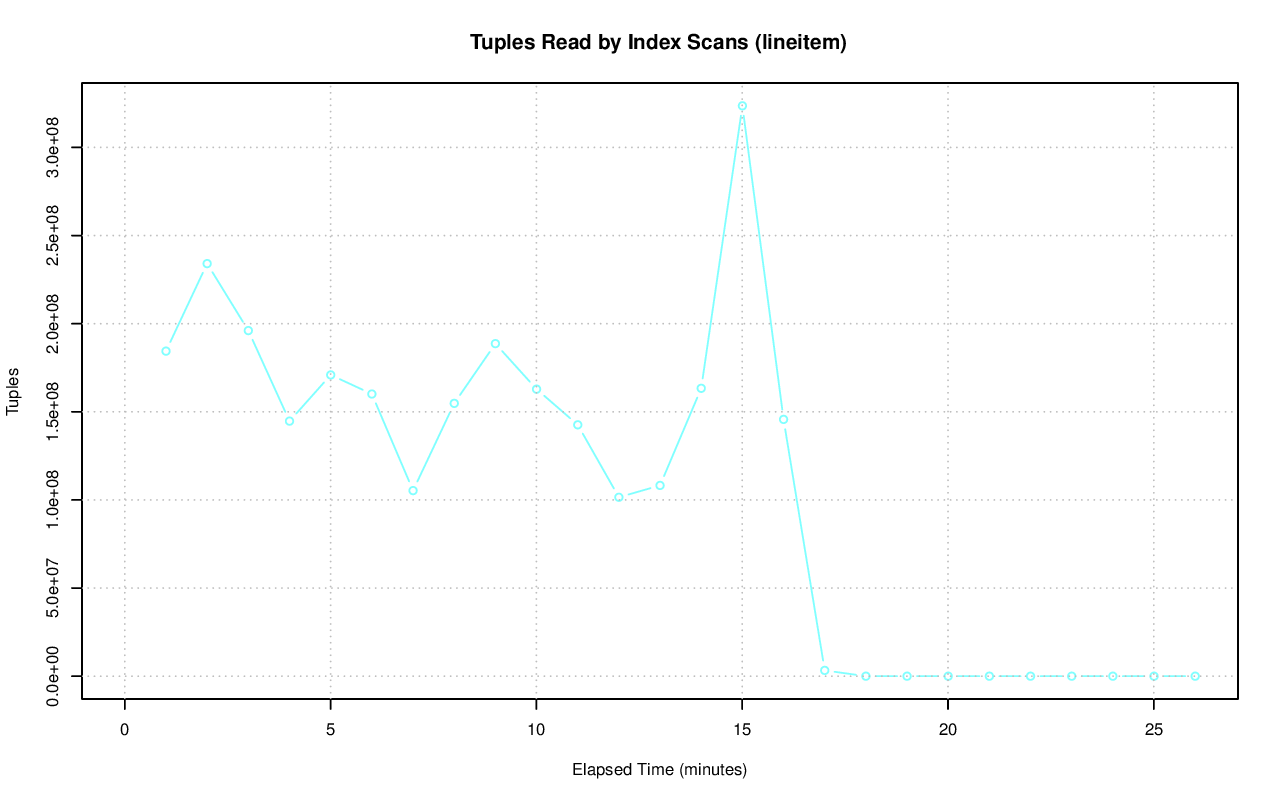 Tuples Read by Index Scans (lineitem)
Tuples
3.0e+08
2.5e+08
2.0e+08
1.5e+08
1.0e+08
5.0e+07
0.0e+00
0 5 10 15 20 25
Elapsed Time (minutes)